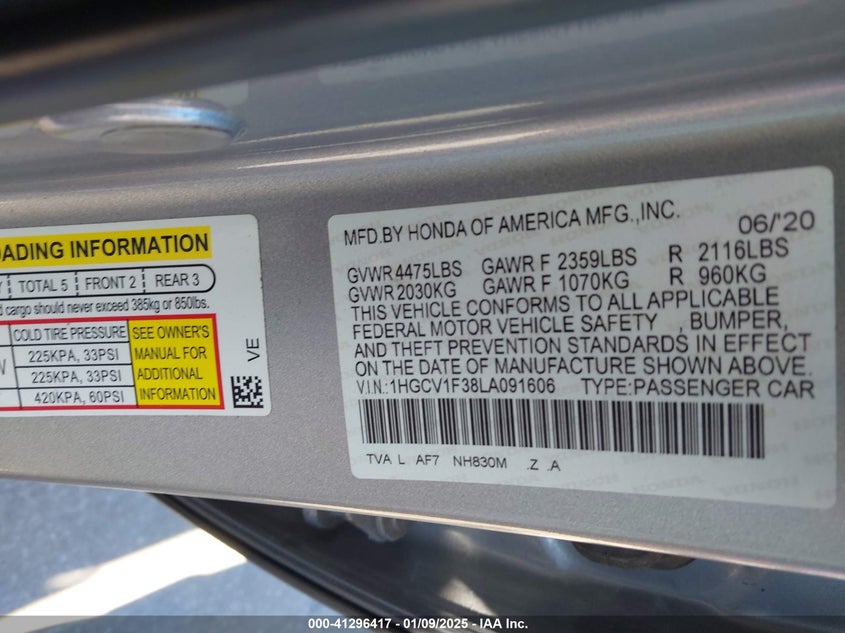 OADING INFORMATION
TOTAL 5 FRONT 2 REAR 3
cargo should never exceed 385kg or 850lbs.
COLD TIRE PRESSURE
225KPA, 33PSI
225KPA, 33PSI
420KPA, 60PSI
SEE OWNER'S
MANUAL FOR
ADDITIONAL
INFORMATION
VE
MFD.BY HONDA OF AMERICA MFG.,INC. 06/'20
GVWR 4475LBS GAWR F 2359LBS R 2116LBS
GVWR 2030KG GAWR F 1070KG R 960KG
THIS VEHICLE CONFORMS TO ALL APPLICABLE
FEDERAL MOTOR VEHICLE SAFETY , BUMPER,
AND THEFT PREVENTION STANDARDS IN EFFECT
ON THE DATE OF MANUFACTURE SHOWN ABOVE.
V.I.N.:1HGCV1F38LA091606 TYPE:PASSENGER CAR
TVA L AF7 NH830M .Z .A
000-41296417 - 01/09/2025 - IAA Inc.